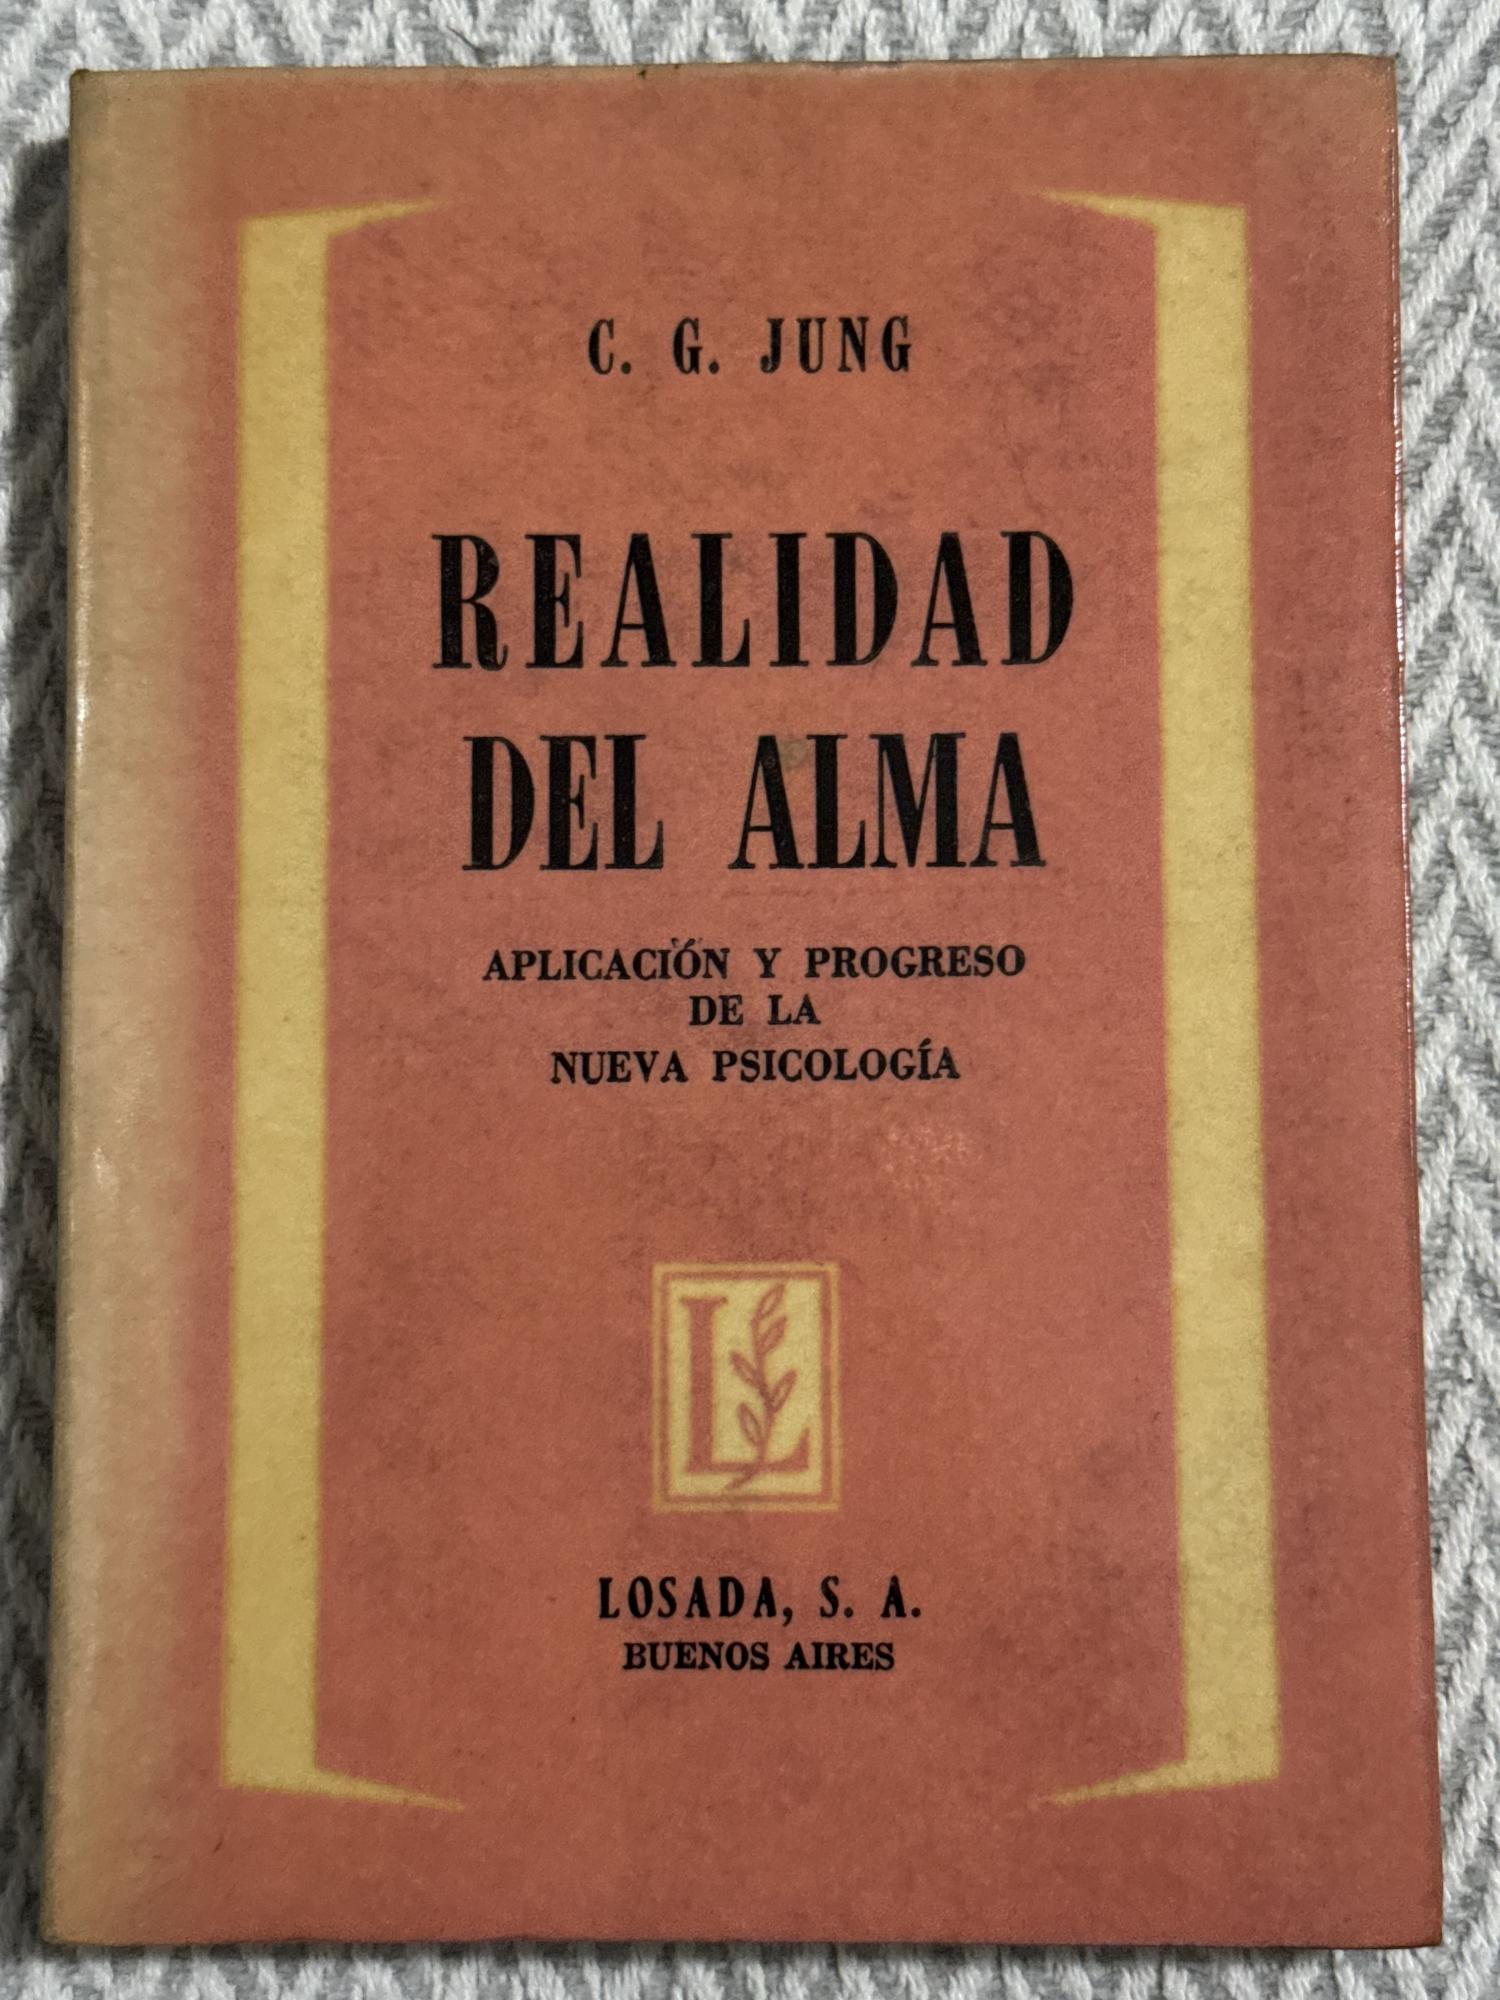 C. G. JUNG
REALIDAD
DEL ALMA
APLICACIÓN Y PROGRESO
DE LA
NUEVA PSICOLOGÍA
L
LOSADA, S. A.
BUENOS AIRES